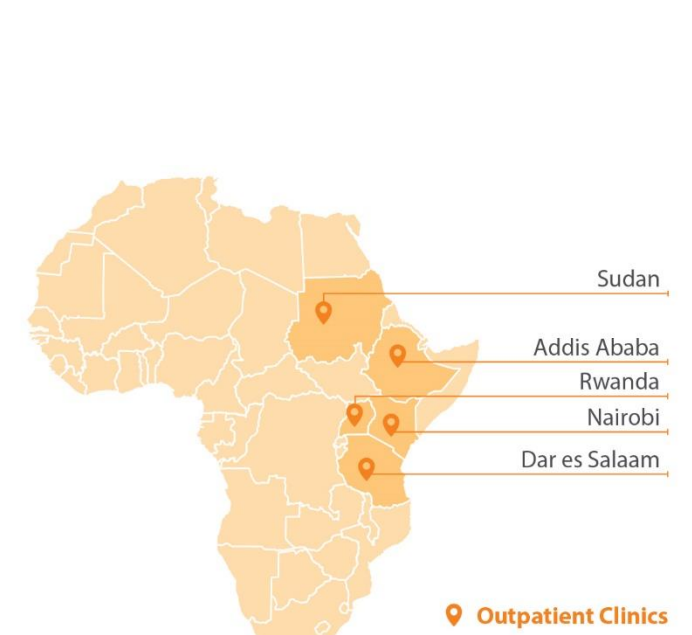 Sudan
Addis Ababa
Rwanda
Nairobi
Dar es Salaam
Outpatient Clinics